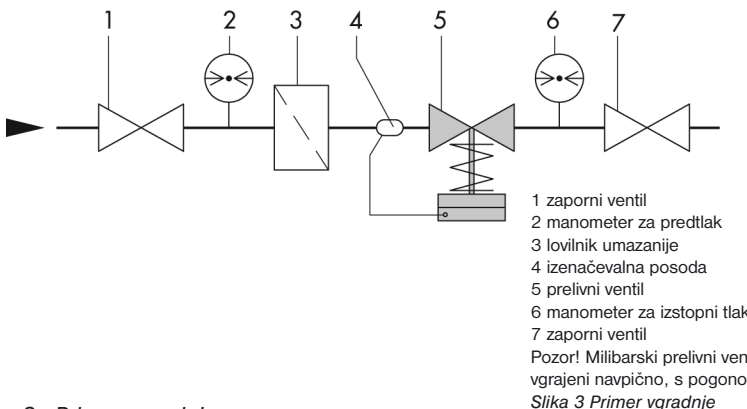 1 2 3 4 5 6 7
1 zaporni ventil
2 manometer za predtlak
3 lovilnik umazanije
4 izenačevalna posoda
5 prelivni ventil
6 manometer za izstopni tlak
7 zaporni ventil
Pozor! Milibarski prelivni
vgrajeni navpično, s
Slika 3 Primer vgradnje